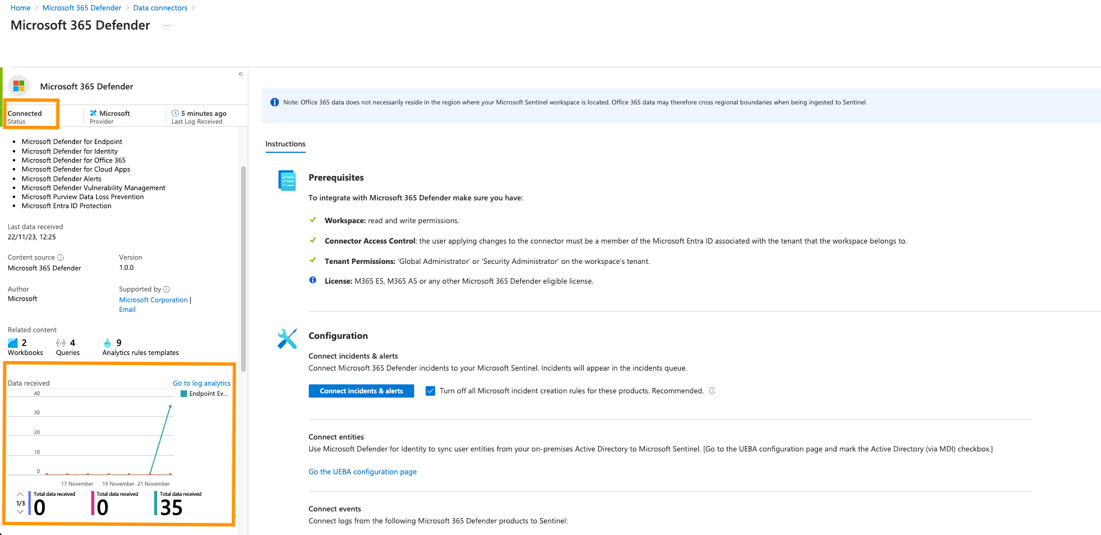 Home > Microsoft 365 Defender > Data connectors >
Microsoft 365 Defender ...
«
Microsoft 365 Defender
Connected
Status
Microsoft
Provider
5 minutes ago
Last Log Received
• Microsoft Defender for Endpoint
• Microsoft Defender for Identity
• Microsoft Defender for Office 365
• Microsoft Defender for Cloud Apps
• Microsoft Defender Alerts
• Microsoft Defender Vulnerability Management
• Microsoft Purview Data Loss Prevention
• Microsoft Entra ID Protection
Last data received
22/11/23, 12:25
Content source
Microsoft 365 Defender
Version
1.0.0
Author
Microsoft
Supported by
Microsoft Corporation |
Email
Related content
2
Workbooks
4
Queries
9
Analytics rules templates
Data received
Go to log analytics
40
30
20
10
0
Endpoint Ev...
17 November 19 November 21 November
1/3
Total data received
0
Total data received
0
Total data received
35
Note: Office 365 data does not necessarily reside in the region where your Microsoft Sentinel workspace is located. Office 365 data may therefore cross regional boundaries when being ingested to Sentinel.
Instructions
Prerequisites
To integrate with Microsoft 365 Defender make sure you have:
Workspace: read and write permissions.
Connector Access Control: the user applying changes to the connector must be a member of the Microsoft Entra ID associated with the tenant that the workspace belongs to.
Tenant Permissions: 'Global Administrator' or 'Security Administrator' on the workspace's tenant.
License: M365 E5, M365 A5 or any other Microsoft 365 Defender eligible license.
Configuration
Connect incidents & alerts
Connect Microsoft 365 Defender incidents to your Microsoft Sentinel. Incidents will appear in the incidents queue.
Connect incidents & alerts
Turn off all Microsoft incident creation rules for these products. Recommended.
Connect entities
Use Microsoft Defender for Identity to sync user entities from your on-premises Active Directory to Microsoft Sentinel. [Go to the UEBA configuration page and mark the Active Directory (via MDI) checkbox.]
Go the UEBA configuration page
Connect events
Connect logs from the following Microsoft 365 Defender products to Sentinel: